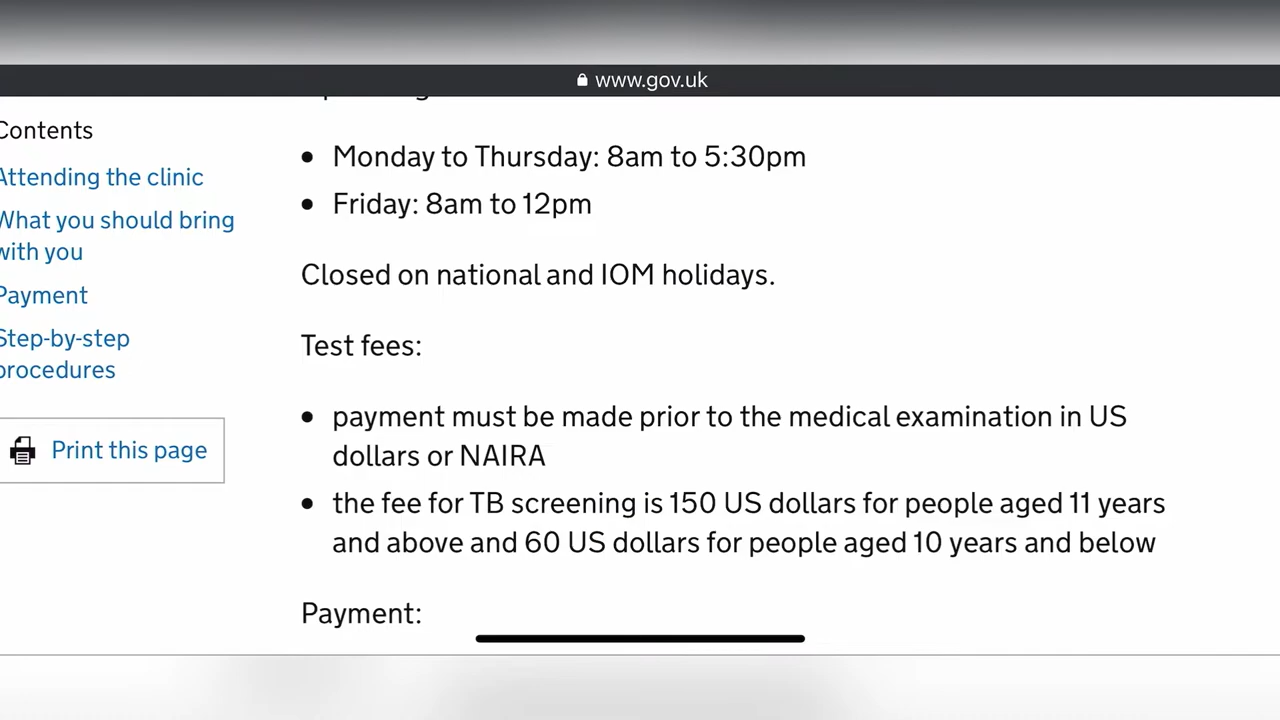 www.gov.uk
Contents
Attending the clinic
What you should bring
with you
Payment
Step-by-step
procedures
Print this page
Monday to Thursday: 8am to 5:30pm
Friday: 8am to 12pm
Closed on national and IOM holidays.
Test fees:
payment must be made prior to the medical examination in US
dollars or NAIRA
the fee for TB screening is 150 US dollars for people aged 11 years
and above and 60 US dollars for people aged 10 years and below
Payment: